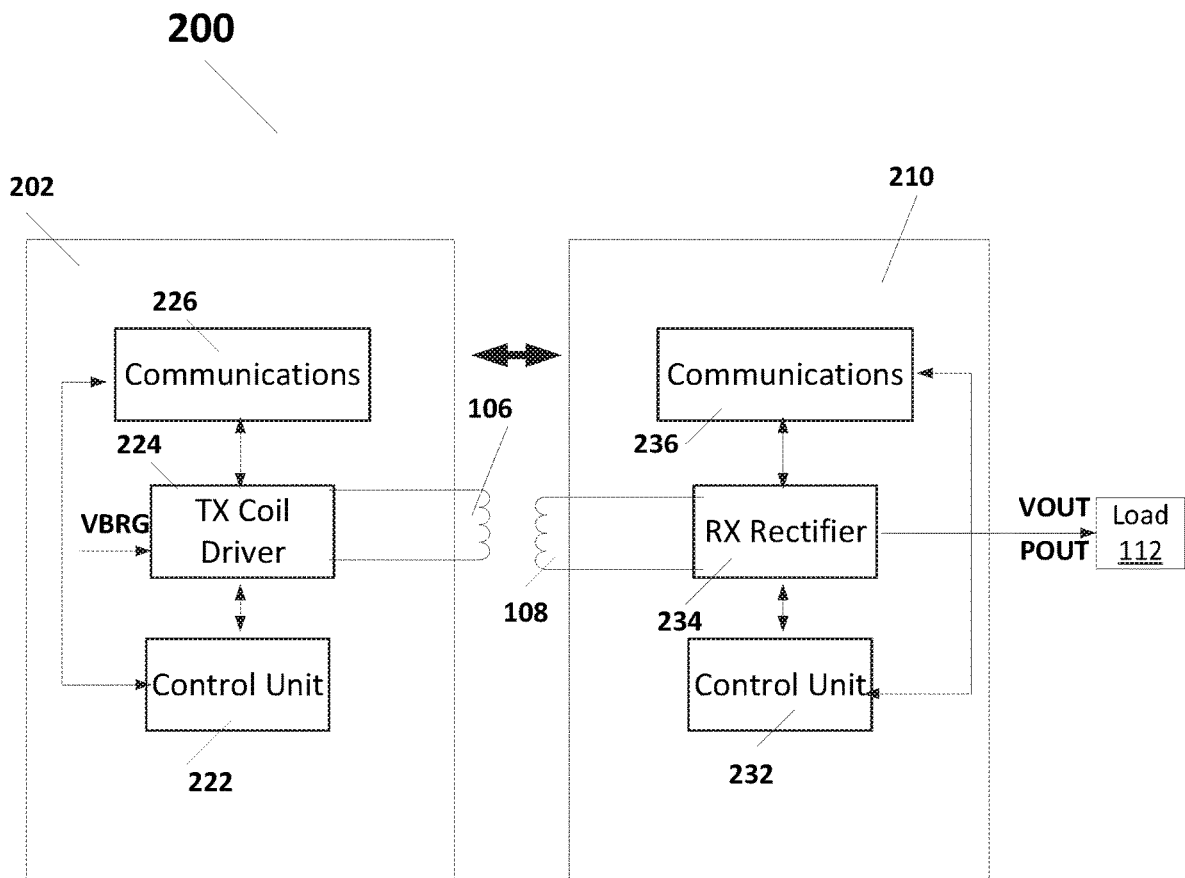 200
202
210
226
Communications
Communications
106
224
236
TX Coil
Driver
VBRG
RX Rectifier
VOUT
POUT
Load
112
108
234
Control Unit
Control Unit
222
232